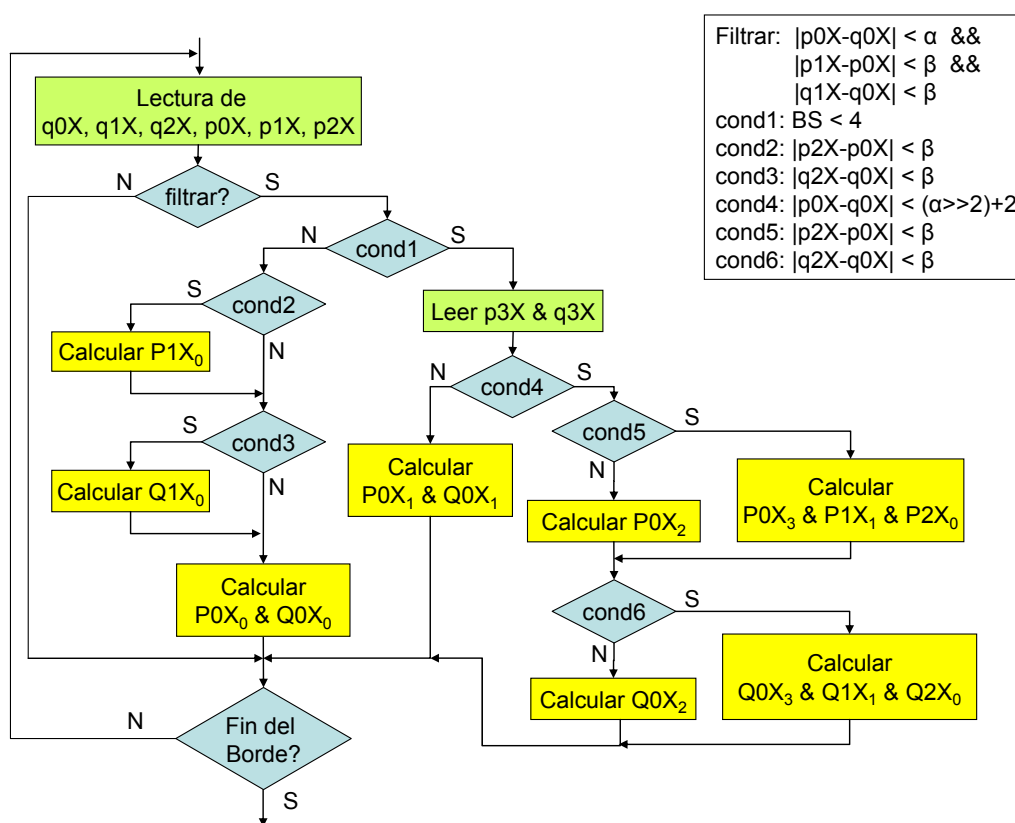 Filtrar: |p0X-q0X| < α &&
|p1X-p0X| < β &&
|q1X-q0X| < β
cond1: BS < 4
cond2: |p2X-p0X| < β
cond3: |q2X-q0X| < β
cond4: |p0X-q0X| < (α>>2)+2
cond5: |p2X-p0X| < β
cond6: |q2X-q0X| < β
Lectura de
q0X, q1X, q2X, p0X, p1X, p2X
N
filtrar?
S
N
cond1
S
S
cond2
N
Calcular P1X₀
S
cond3
N
Calcular Q1X₀
Calcular
P0X₀ & Q0X₀
Leer p3X & q3X
N
cond4
S
Calcular
P0X₁ & Q0X₁
cond5
S
N
Calcular P0X₂
Calcular
P0X₃ & P1X₁ & P2X₀
cond6
S
N
Calcular Q0X₂
Calcular
Q0X₃ & Q1X₁ & Q2X₀
N
Fin del
Borde?
S